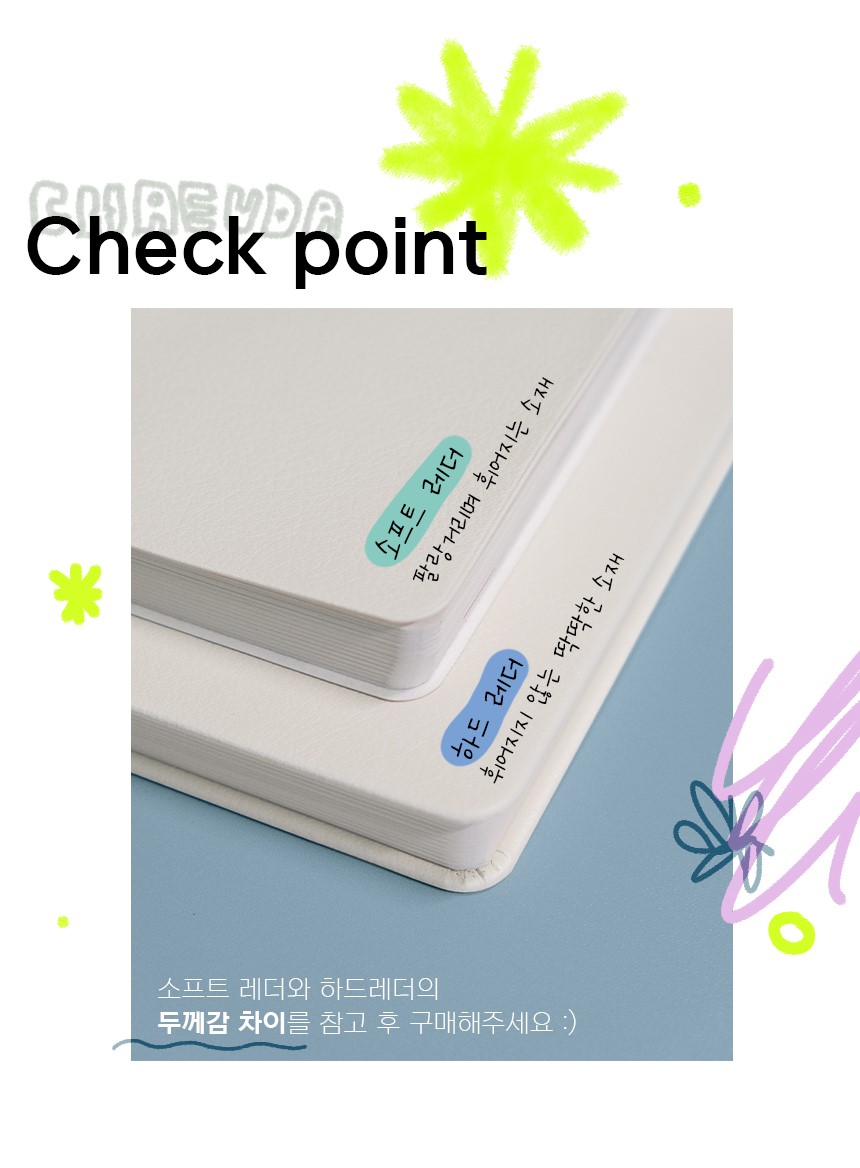 CHAEUDA
Check point
소프트 레더
팔랑거리며 휘어지는 소재
하드 레더
휘어지지 않는 딱딱한 소재
소프트 레더와 하드레더의
두께감 차이를 참고 후 구매해주세요 :)